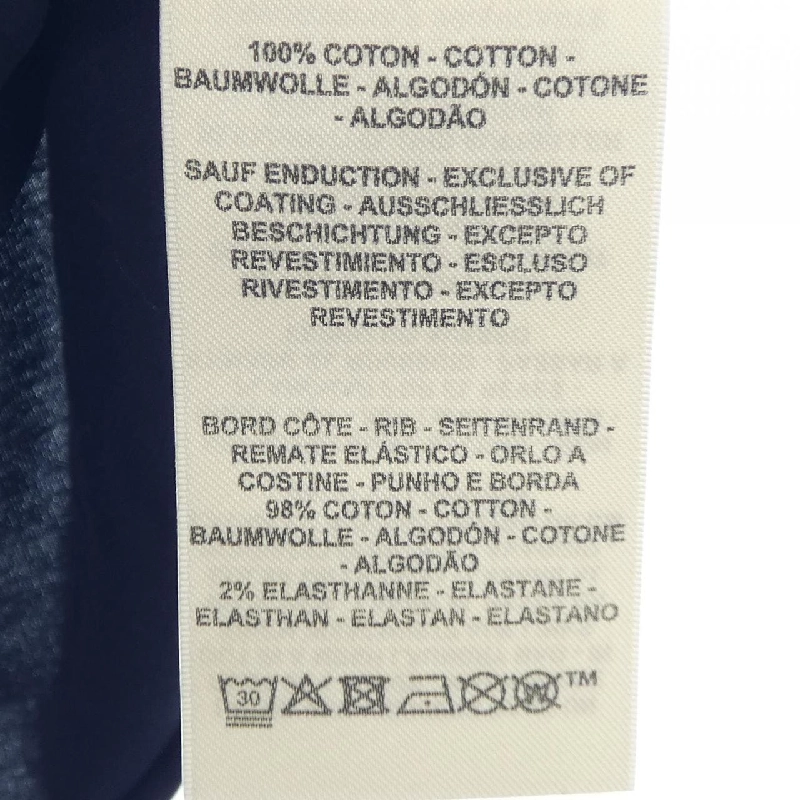 100% COTON - COTTON -
BAUMWOLLE - ALGODÓN - COTONE
- ALGODÃO
SAUF ENDUCTION - EXCLUSIVE OF
COATING - AUSSCHLIESSLICH
BESCHICHTUNG - EXCEPTO
REVESTIMIENTO - ESCLUSO
RIVESTIMENTO - EXCEPTO
REVESTIMENTO
BORD CÔTE - RIB - SEITENRAND -
REMATE ELÁSTICO - ORLO A
COSTINE - PUNHO E BORDA
98% COTON - COTTON -
BAUMWOLLE - ALGODÓN - COTONE
- ALGODÃO
2% ELASTHANNE - ELASTANE -
ELASTHAN - ELASTAN - ELASTANO
30 W TM